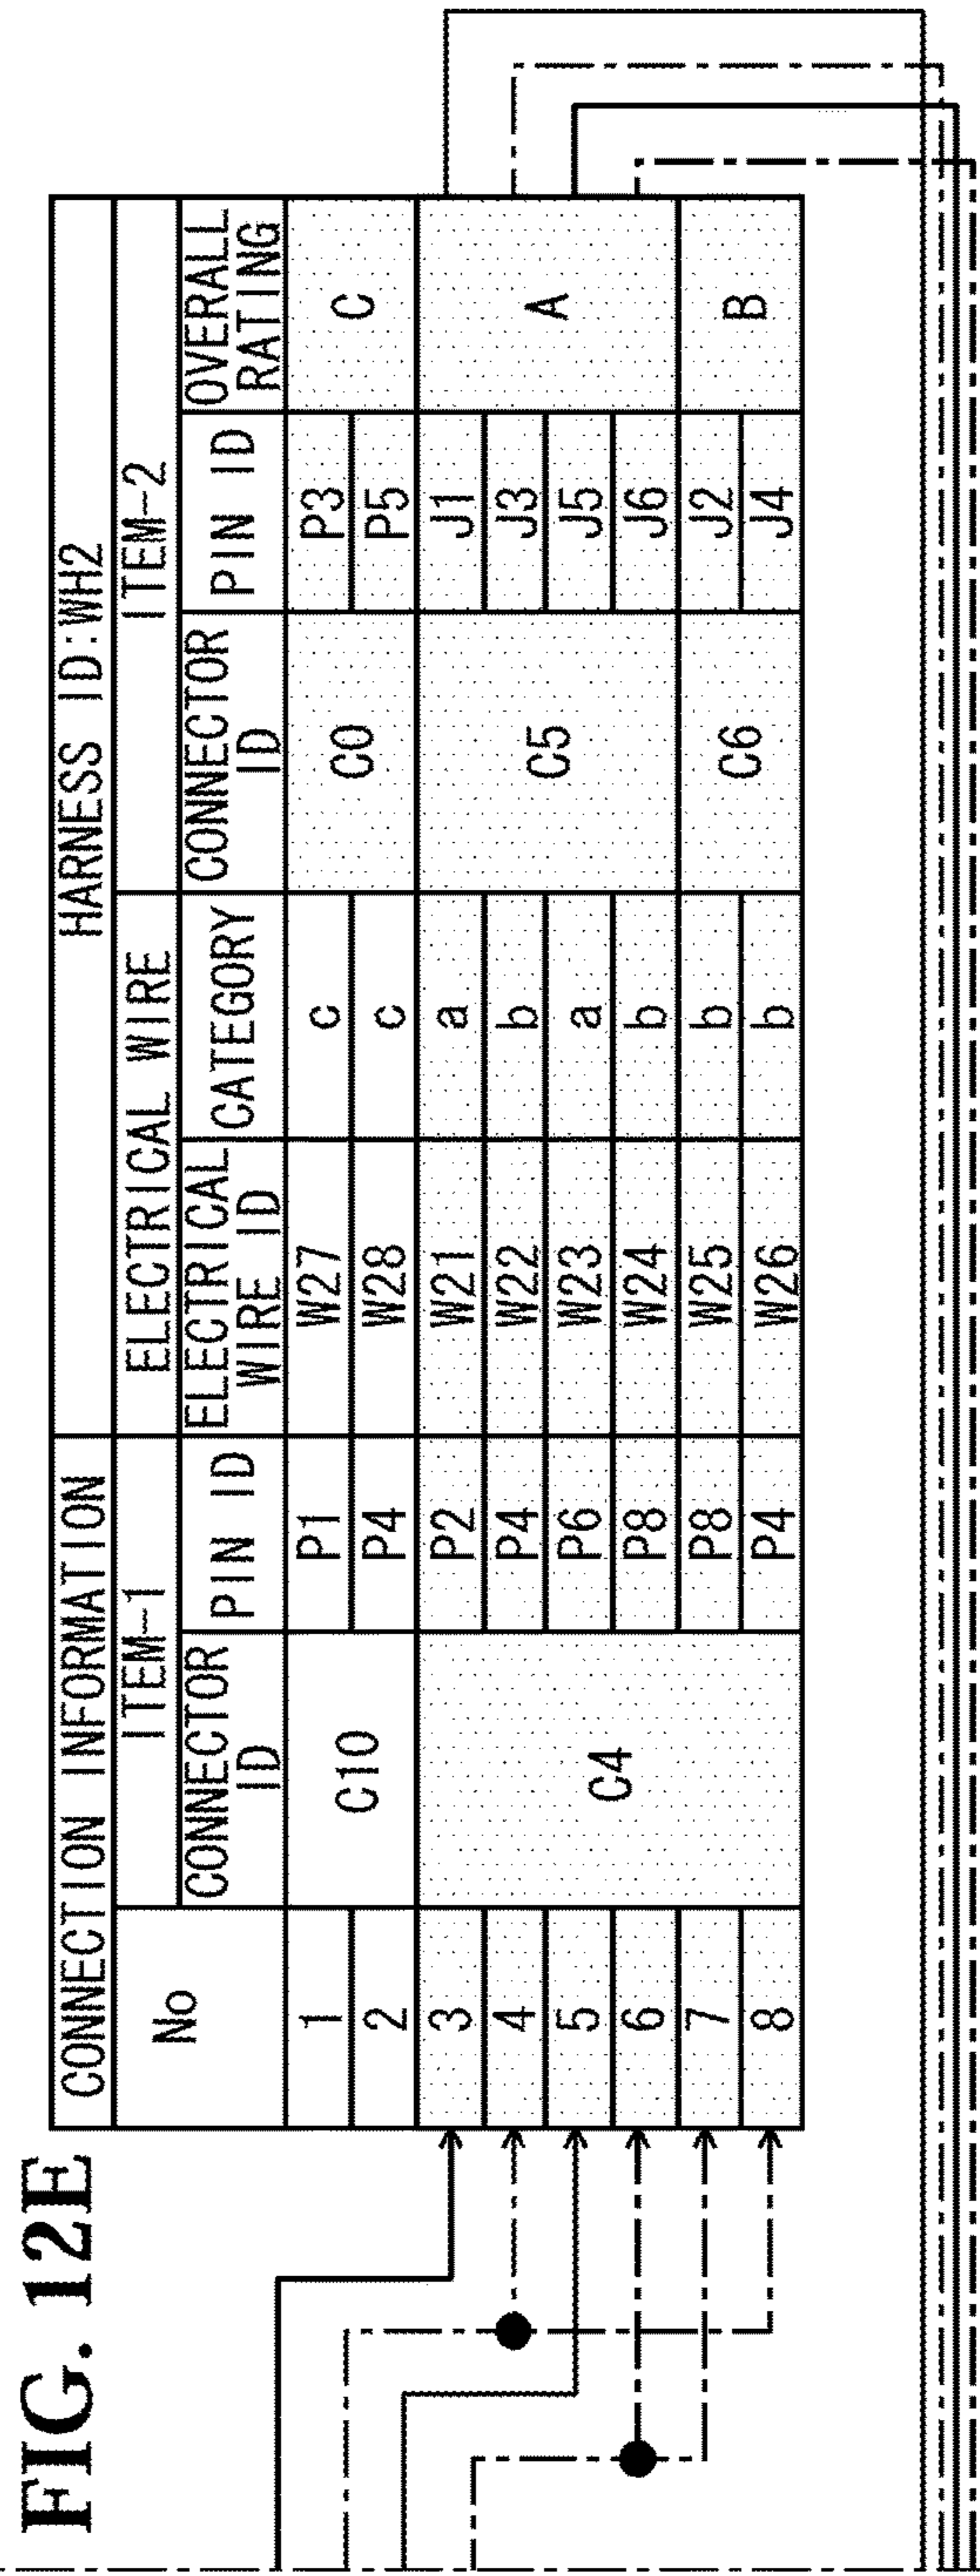 FIG. 12E
CONNECTION INFORMATION HARNESS ID:WH2
No ITEM-1 ELECTRICAL WIRE ITEM-2
CONNECTOR ID PIN ID ELECTRICAL WIRE ID CATEGORY CONNECTOR ID PIN ID OVERALL RATING
1 C10 P1 W27 c C0 P3 C
2 P4 W28 c P5
3 C4 P2 W21 a C5 J1 A
4 P4 W22 b J3
5 P6 W23 a J5
6 P8 W24 b J6
7 P8 W25 b C6 J2 B
8 P4 W26 b J4